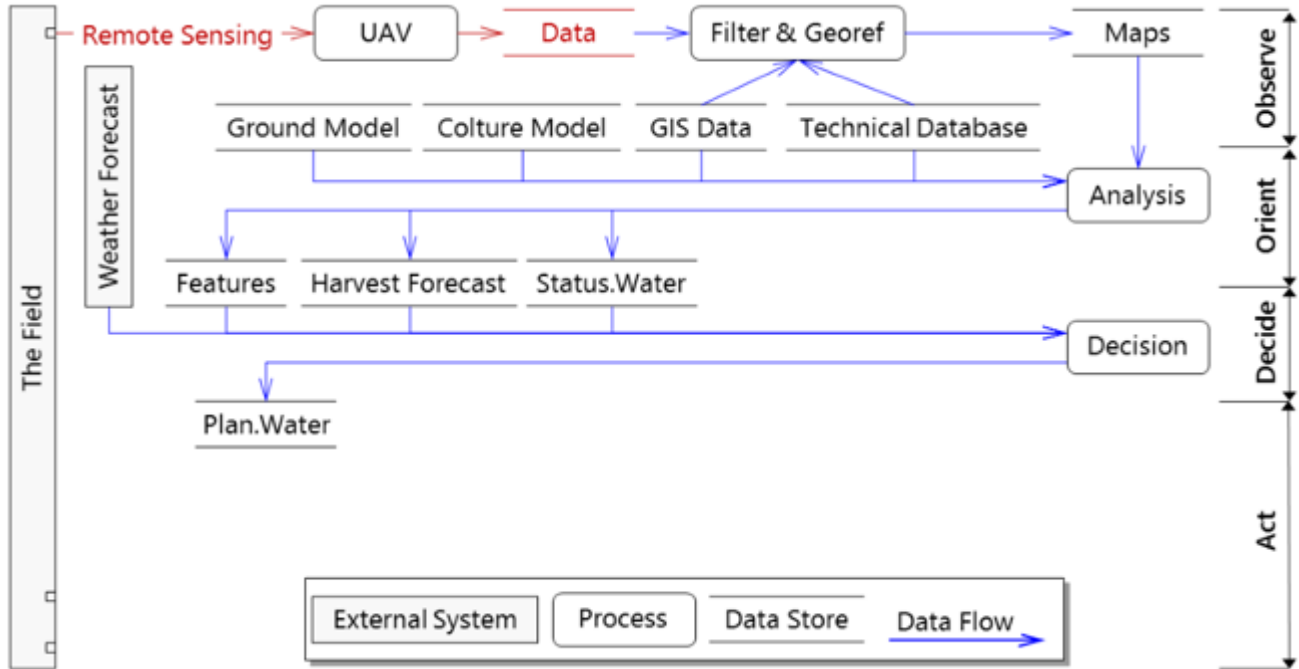 Remote Sensing
UAV
Data
Filter & Georef
Maps
Observe
Weather Forecast
Ground Model
Colture Model
GIS Data
Technical Database
Analysis
Orient
The Field
Features
Harvest Forecast
Status.Water
Decision
Decide
Plan.Water
Act
External System
Process
Data Store
Data Flow